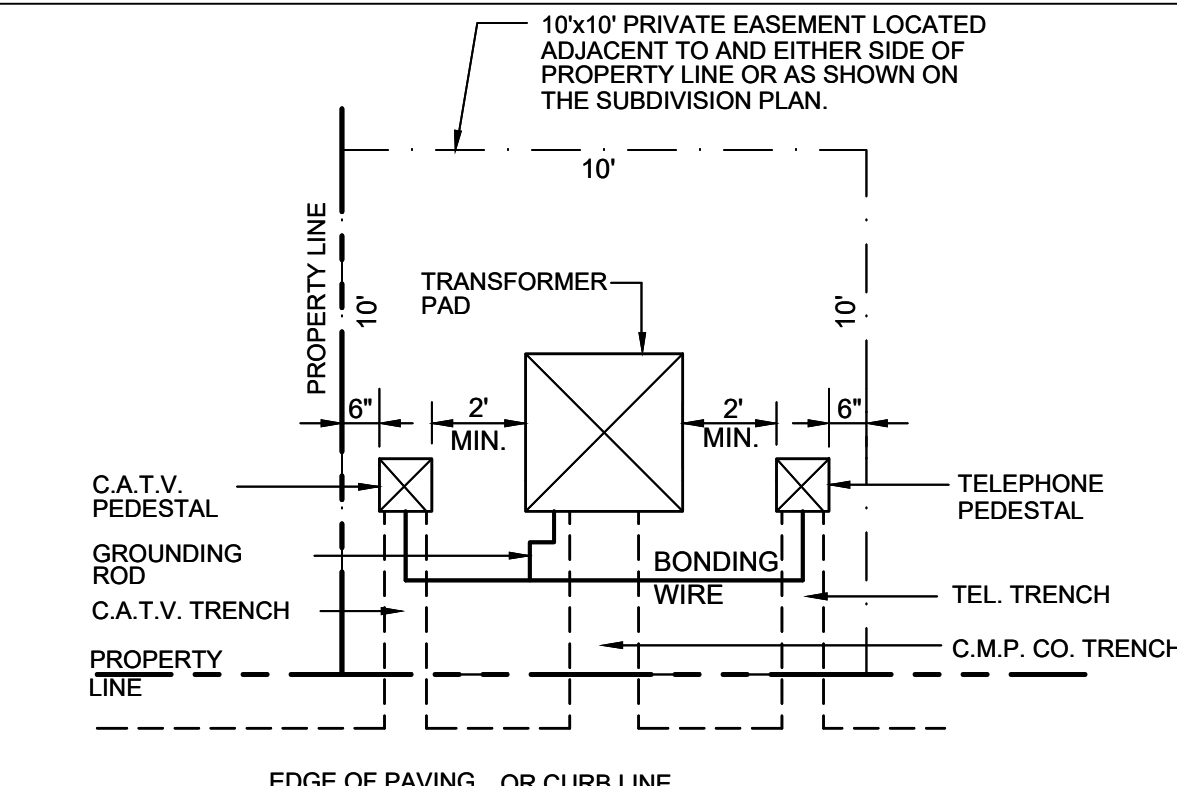 10'x10' PRIVATE EASEMENT LOCATED
ADJACENT TO AND EITHER SIDE OF
PROPERTY LINE OR AS SHOWN ON
THE SUBDIVISION PLAN.
10'
PROPERTY LINE
10'
10'
TRANSFORMER
PAD
6"
2'
MIN.
2'
MIN.
6"
C.A.T.V.
PEDESTAL
TELEPHONE
PEDESTAL
GROUNDING
ROD
BONDING
WIRE
C.A.T.V. TRENCH
TEL. TRENCH
C.M.P. CO. TRENCH
PROPERTY
LINE
EDGE OF PAVING OR CURB LINE